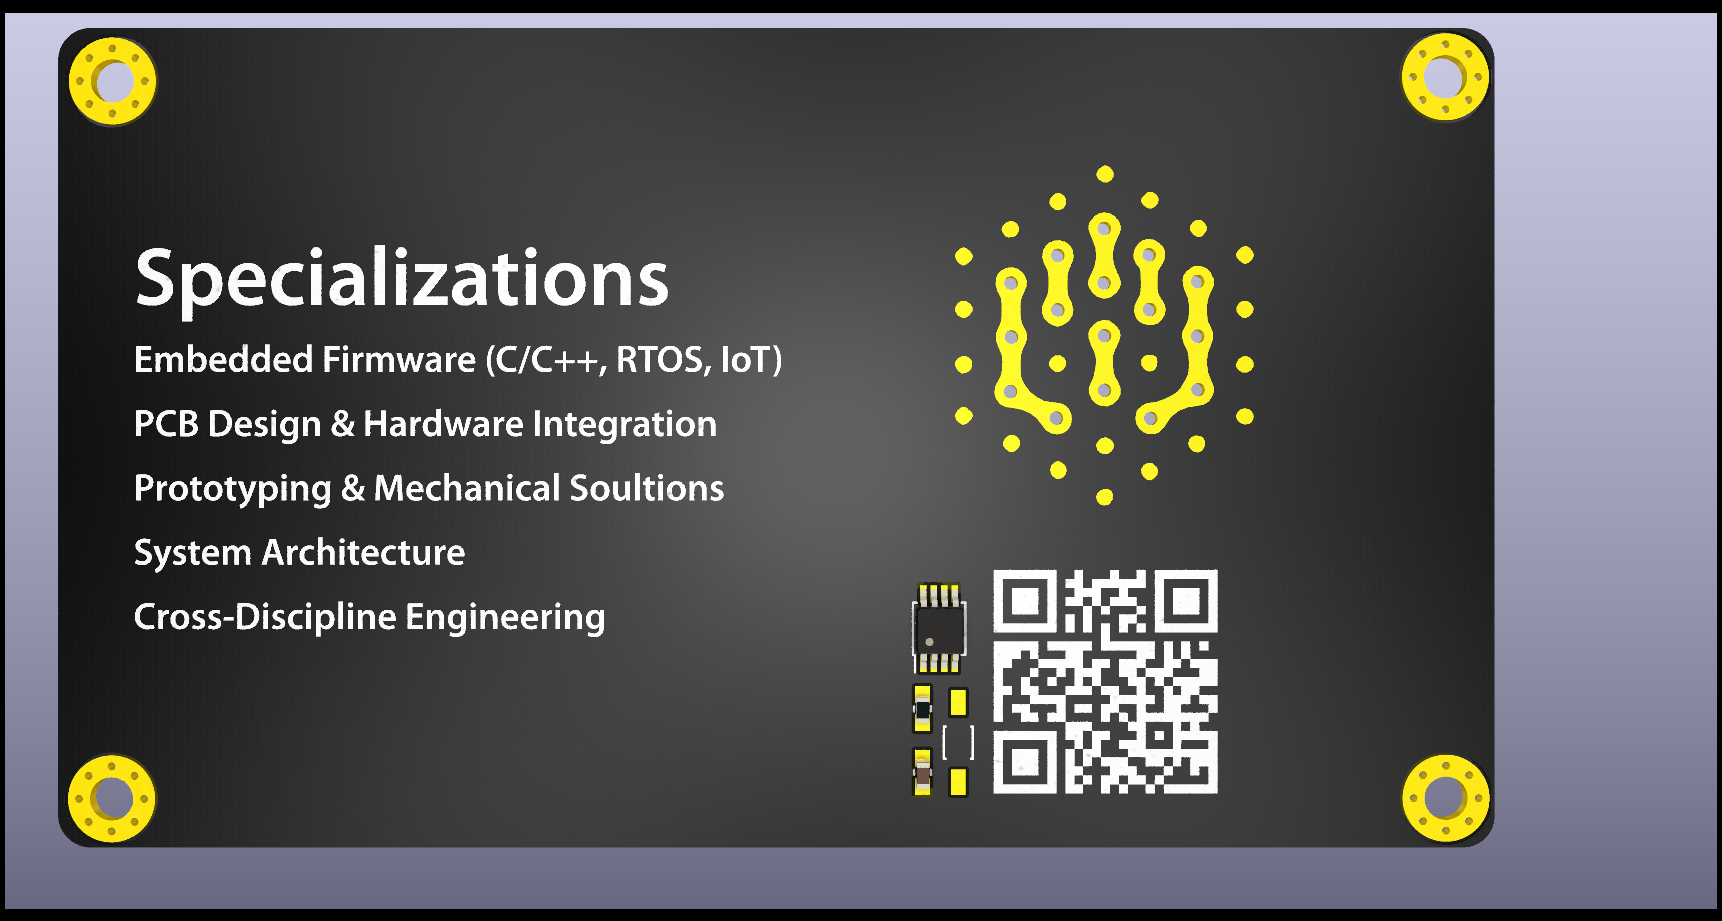 Specializations
Embedded Firmware (C/C++, RTOS, IoT)
PCB Design & Hardware Integration
Prototyping & Mechanical Soultions
System Architecture
Cross-Discipline Engineering